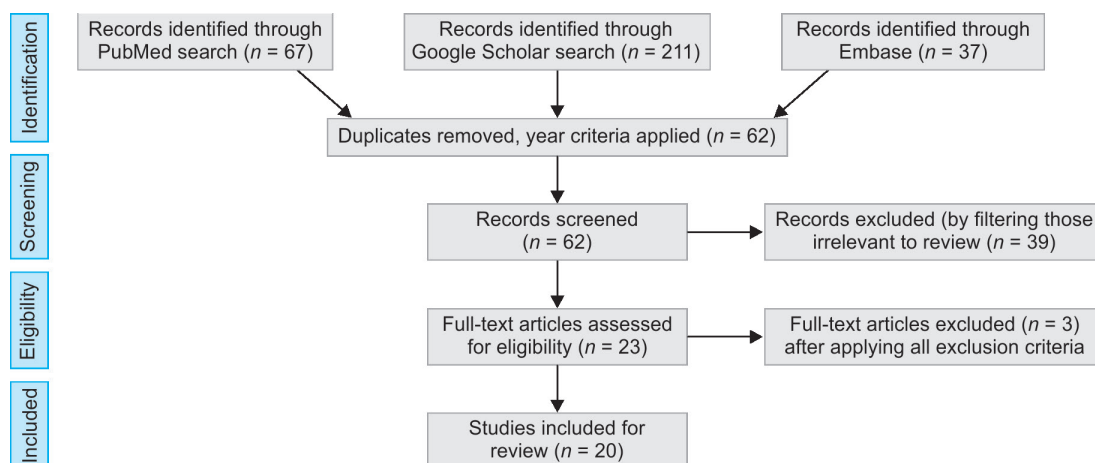 Identification
Records identified through
PubMed search (n = 67)
Records identified through
Google Scholar search (n = 211)
Records identified through
Embase (n = 37)
Duplicates removed, year criteria applied (n = 62)
Screening
Records screened
(n = 62)
Records excluded (by filtering those
irrelevant to review (n = 39)
Eligibility
Full-text articles assessed
for eligibility (n = 23)
Full-text articles excluded (n = 3)
after applying all exclusion criteria
Included
Studies included for
review (n = 20)